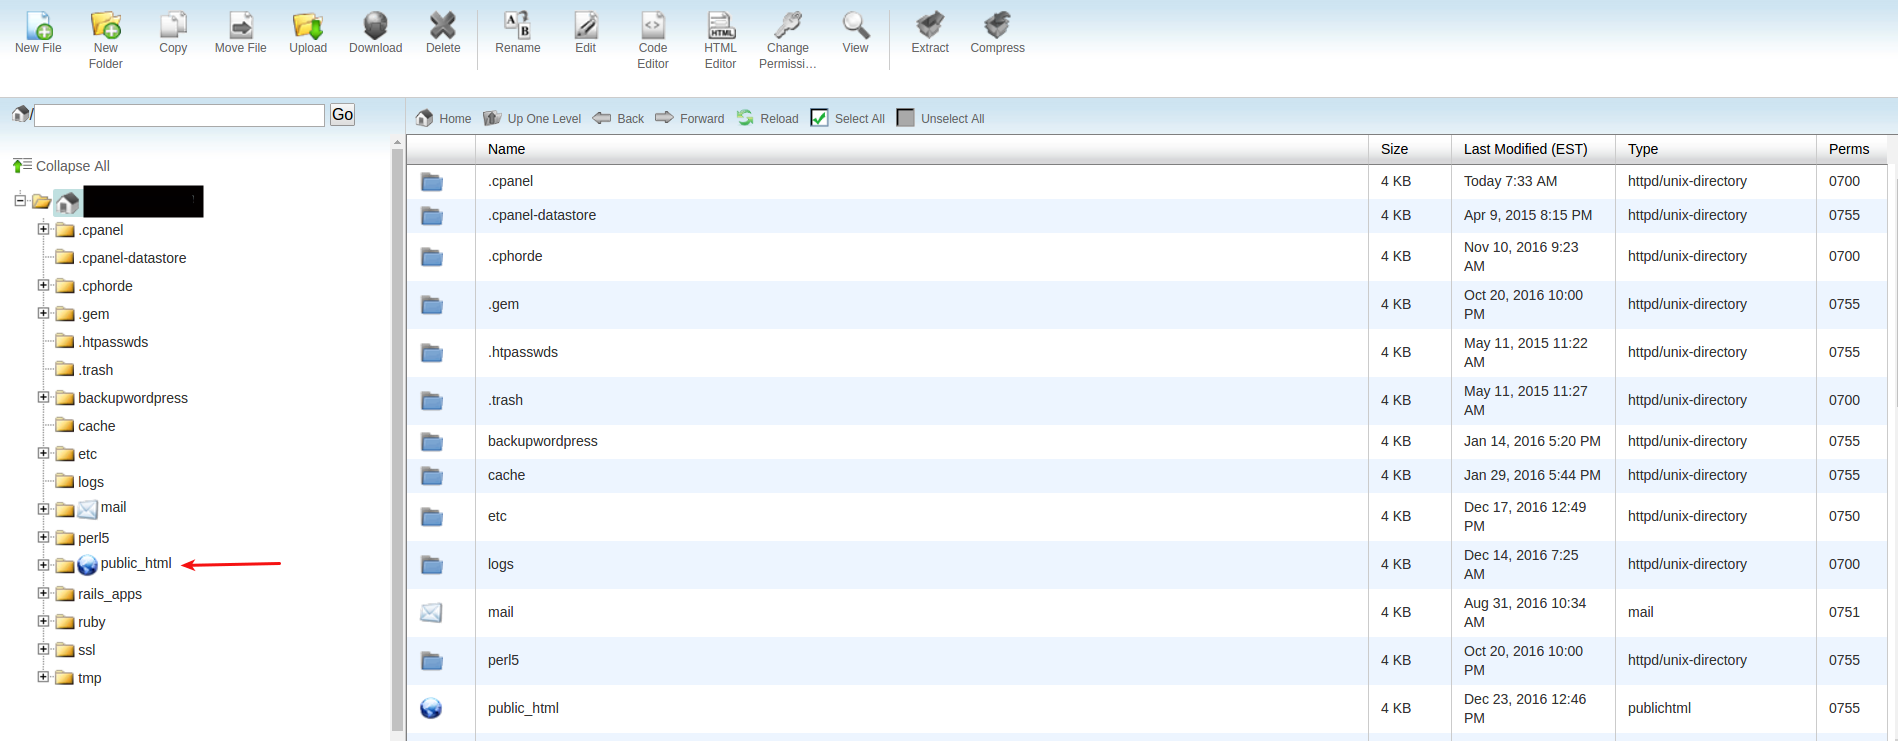 New File
New Folder
Copy
Move File
Upload
Download
Delete
Rename
Edit
Code Editor
HTML Editor
Change Permissi…
View
Extract
Compress
/ Go
Home Up One Level Back Forward Reload Select All Unselect All
Collapse All
.cpanel
.cpanel-datastore
.cphorde
.gem
.htpasswds
.trash
backupwordpress
cache
etc
logs
mail
perl5
public_html
rails_apps
ruby
ssl
tmp
Name Size Last Modified (EST) Type Perms
.cpanel 4 KB Today 7:33 AM httpd/unix-directory 0700
.cpanel-datastore 4 KB Apr 9, 2015 8:15 PM httpd/unix-directory 0755
.cphorde 4 KB Nov 10, 2016 9:23 AM httpd/unix-directory 0700
.gem 4 KB Oct 20, 2016 10:00 PM httpd/unix-directory 0755
.htpasswds 4 KB May 11, 2015 11:22 AM httpd/unix-directory 0755
.trash 4 KB May 11, 2015 11:27 AM httpd/unix-directory 0700
backupwordpress 4 KB Jan 14, 2016 5:20 PM httpd/unix-directory 0755
cache 4 KB Jan 29, 2016 5:44 PM httpd/unix-directory 0755
etc 4 KB Dec 17, 2016 12:49 PM httpd/unix-directory 0750
logs 4 KB Dec 14, 2016 7:25 AM httpd/unix-directory 0700
mail 4 KB Aug 31, 2016 10:34 AM mail 0751
perl5 4 KB Oct 20, 2016 10:00 PM httpd/unix-directory 0755
public_html 4 KB Dec 23, 2016 12:46 PM publichtml 0755